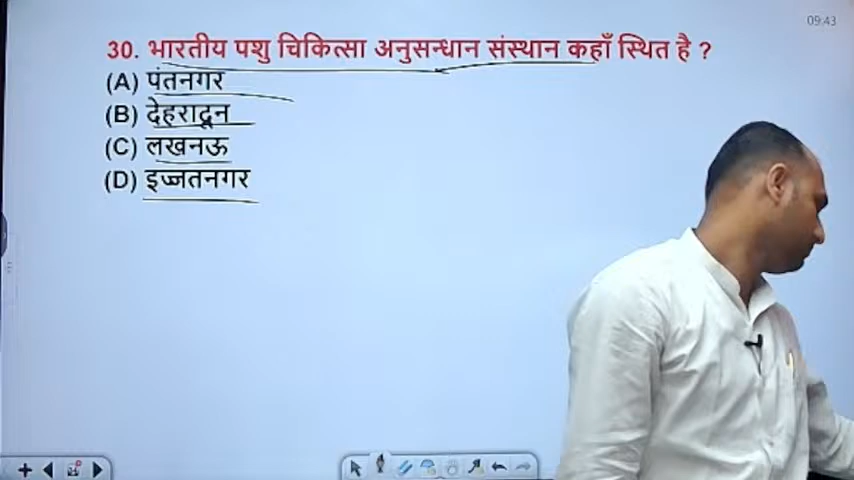 09:43
30. भारतीय पशु चिकित्सा अनुसन्धान संस्थान कहाँ स्थित है ?
(A) पंतनगर
(B) देहरादून
(C) लखनऊ
(D) इज्जतनगर